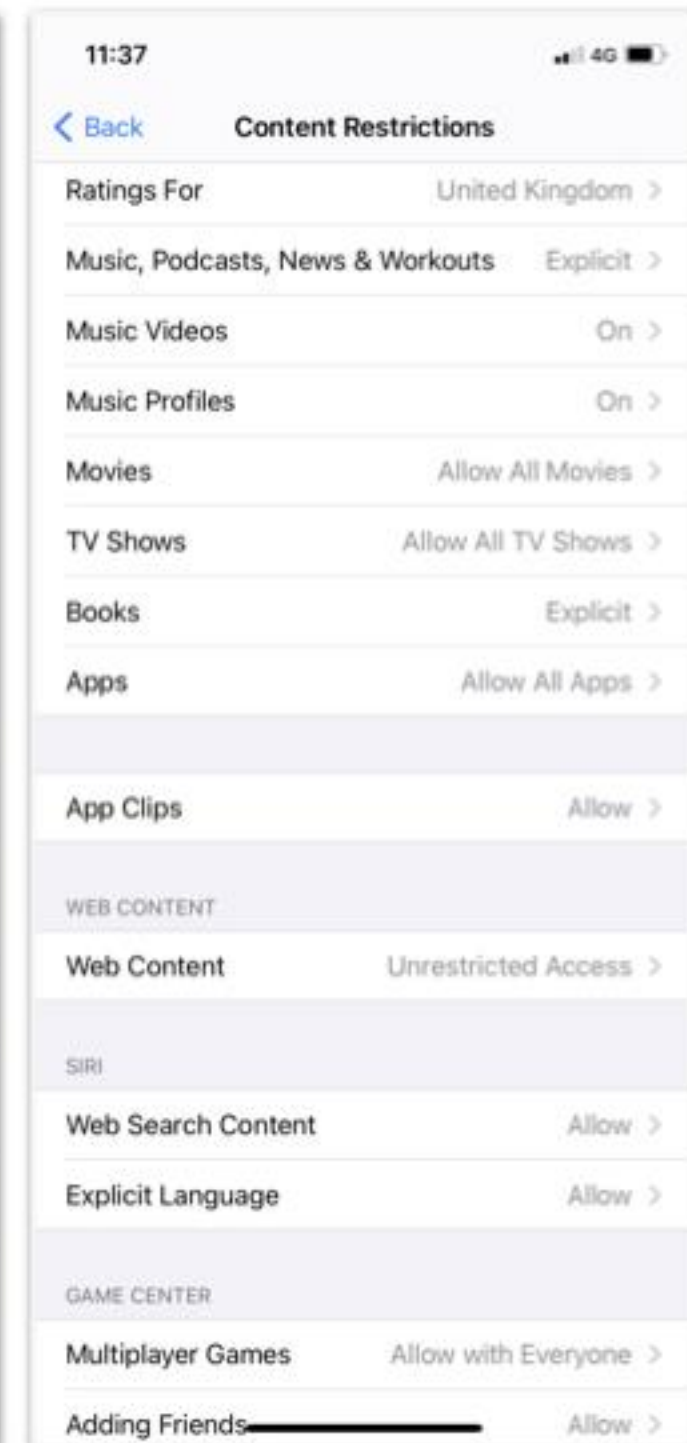 11:37 4G
Back Content Restrictions
Ratings For United Kingdom
Music, Podcasts, News & Workouts Explicit
Music Videos On
Music Profiles On
Movies Allow All Movies
TV Shows Allow All TV Shows
Books Explicit
Apps Allow All Apps
App Clips Allow
WEB CONTENT
Web Content Unrestricted Access
SIRI
Web Search Content Allow
Explicit Language Allow
GAME CENTER
Multiplayer Games Allow with Everyone
Adding Friends Allow